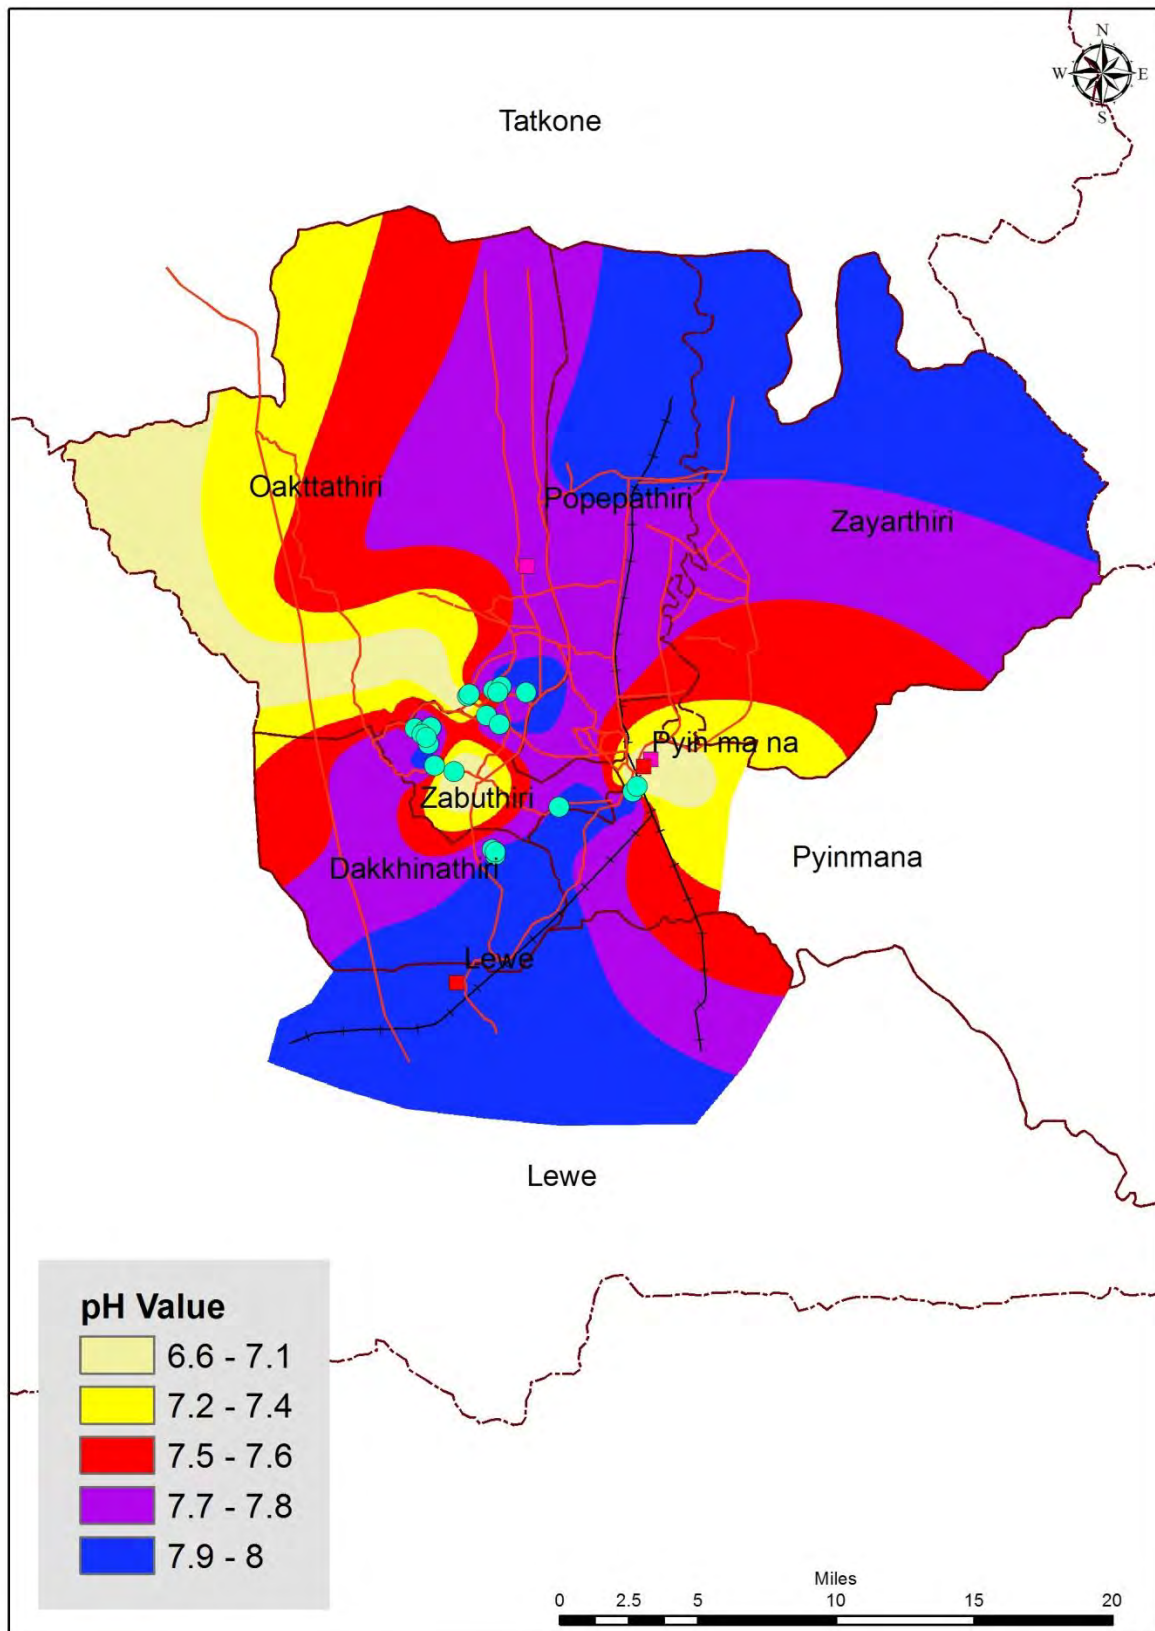 N
W E
S
Tatkone
Oakttathiri
Popepathiri
Zayarthiri
Pyin ma na
Zabuthiri
Pyinmana
Dakkhinathiri
Lewe
Lewe
pH Value
6.6 - 7.1
7.2 - 7.4
7.5 - 7.6
7.7 - 7.8
7.9 - 8
Miles
0 2.5 5 10 15 20